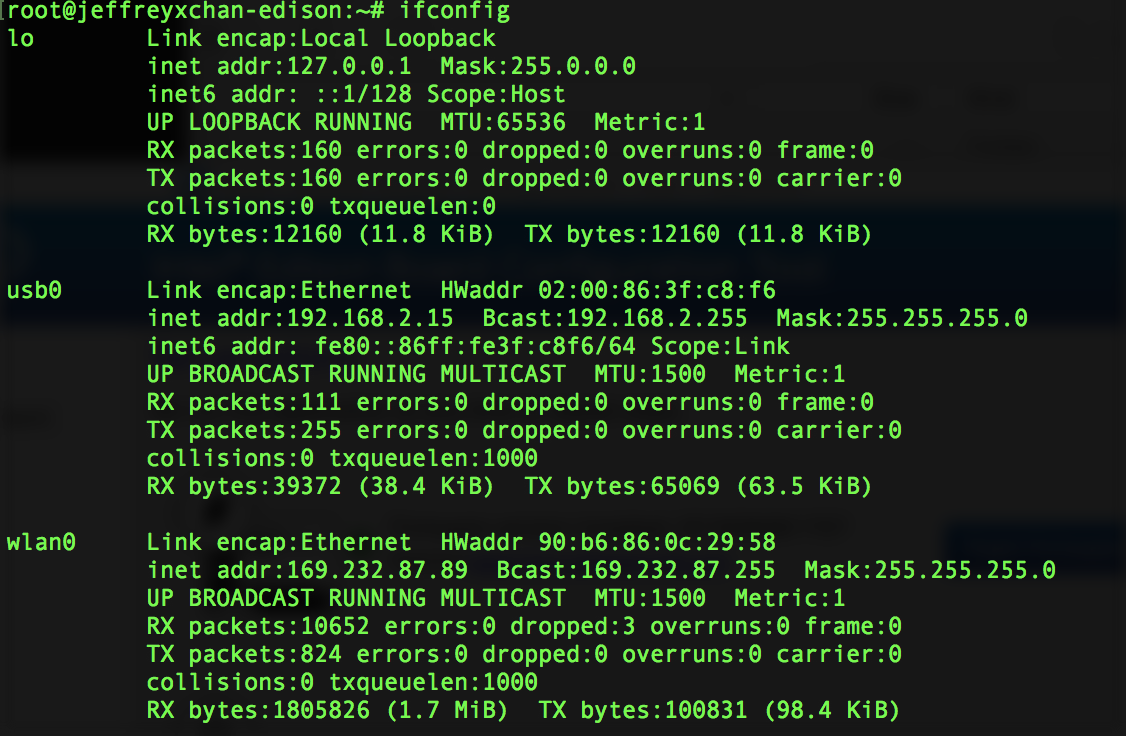 [root@jeffreyxchan-edison:~# ifconfig
lo        Link encap:Local Loopback
          inet addr:127.0.0.1  Mask:255.0.0.0
          inet6 addr: ::1/128 Scope:Host
          UP LOOPBACK RUNNING  MTU:65536  Metric:1
          RX packets:160 errors:0 dropped:0 overruns:0 frame:0
          TX packets:160 errors:0 dropped:0 overruns:0 carrier:0
          collisions:0 txqueuelen:0
          RX bytes:12160 (11.8 KiB)  TX bytes:12160 (11.8 KiB)

usb0      Link encap:Ethernet  HWaddr 02:00:86:3f:c8:f6
          inet addr:192.168.2.15  Bcast:192.168.2.255  Mask:255.255.255.0
          inet6 addr: fe80::86ff:fe3f:c8f6/64 Scope:Link
          UP BROADCAST RUNNING MULTICAST  MTU:1500  Metric:1
          RX packets:111 errors:0 dropped:0 overruns:0 frame:0
          TX packets:255 errors:0 dropped:0 overruns:0 carrier:0
          collisions:0 txqueuelen:1000
          RX bytes:39372 (38.4 KiB)  TX bytes:65069 (63.5 KiB)

wlan0     Link encap:Ethernet  HWaddr 90:b6:86:0c:29:58
          inet addr:169.232.87.89  Bcast:169.232.87.255  Mask:255.255.255.0
          UP BROADCAST RUNNING MULTICAST  MTU:1500  Metric:1
          RX packets:10652 errors:0 dropped:3 overruns:0 frame:0
          TX packets:824 errors:0 dropped:0 overruns:0 carrier:0
          collisions:0 txqueuelen:1000
          RX bytes:1805826 (1.7 MiB)  TX bytes:100831 (98.4 KiB)